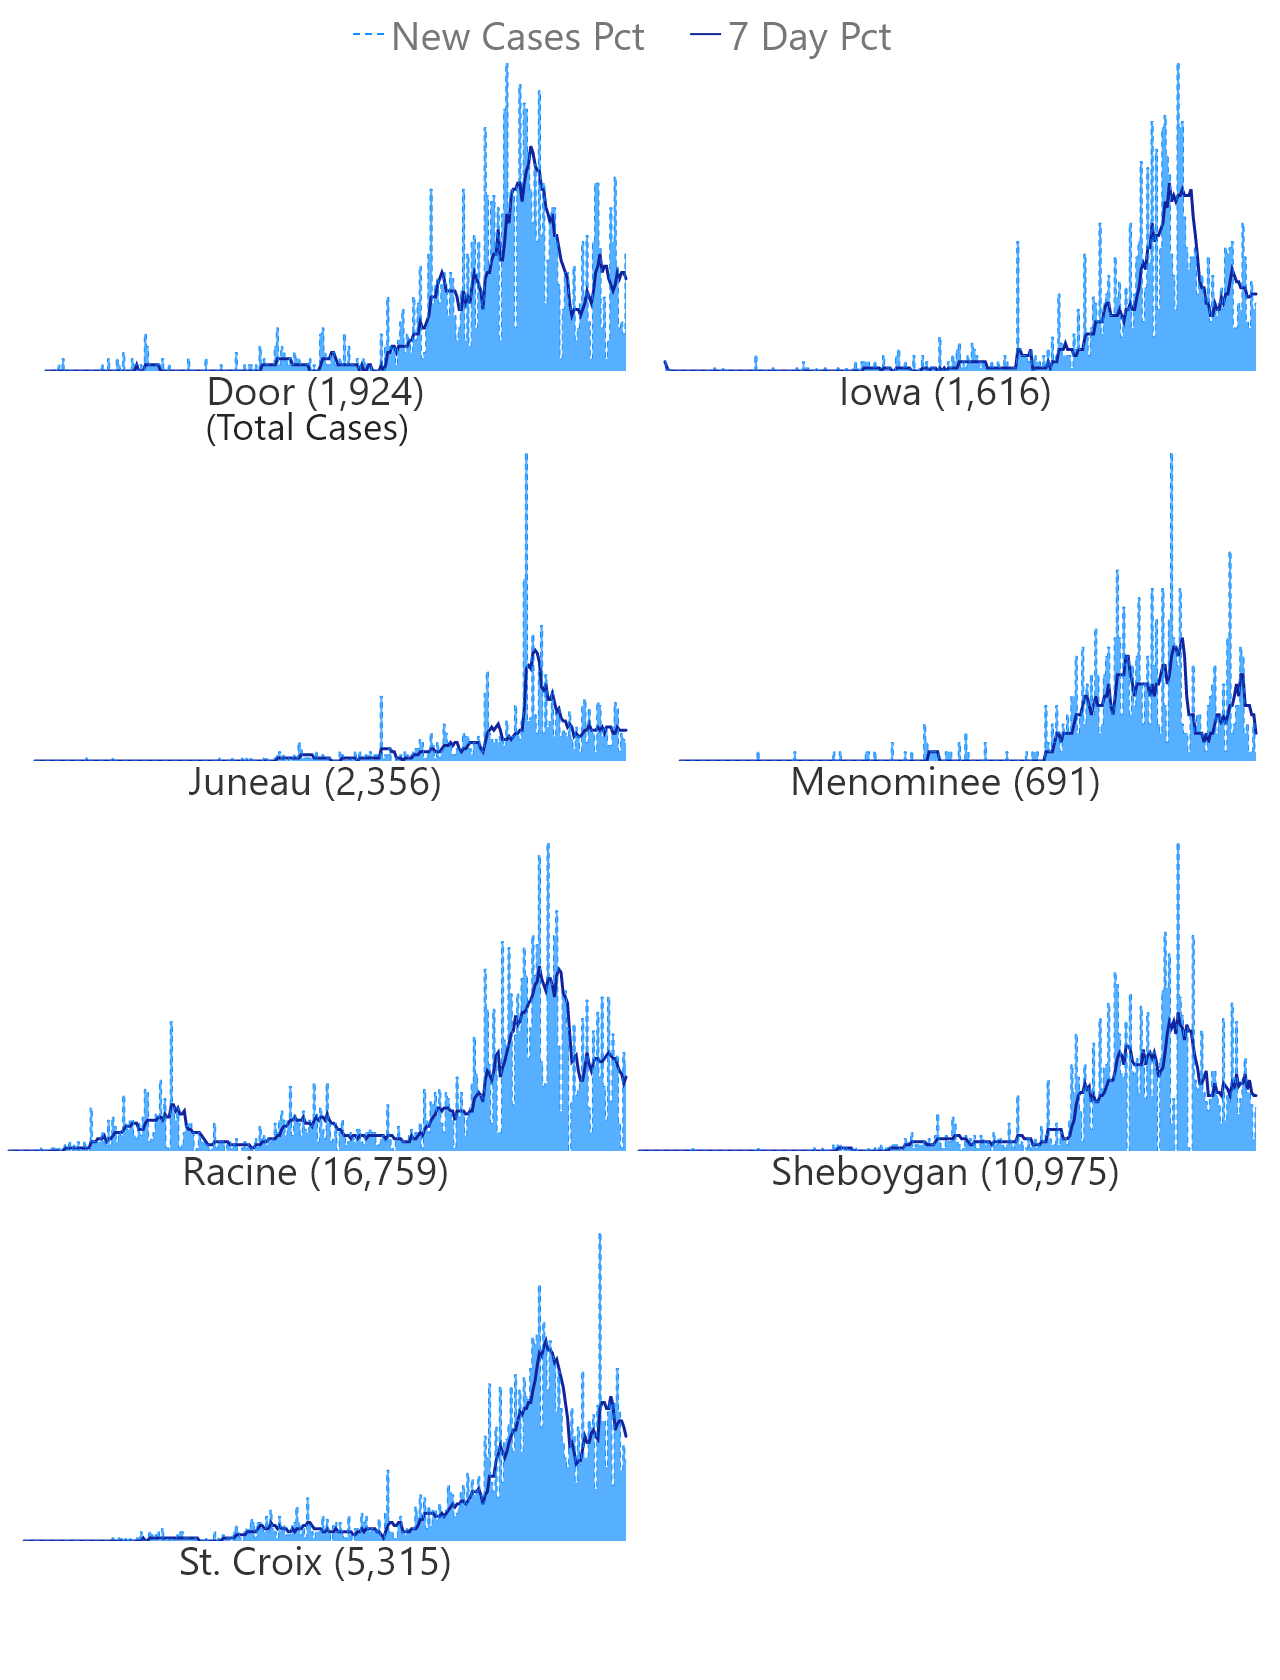 New Cases Pct 7 Day Pct
Door (1,924) Iowa (1,616)
(Total Cases)
Juneau (2,356) Menominee (691)
Racine (16,759) Sheboygan (10,975)
St. Croix (5,315)